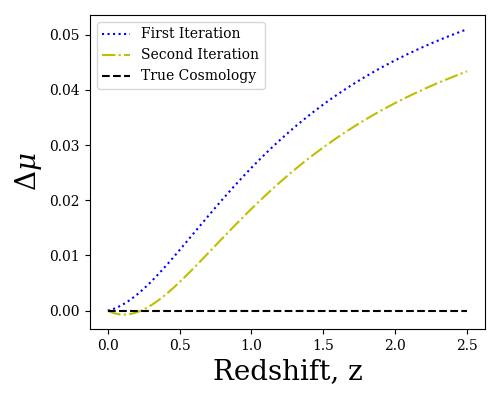 First Iteration
Second Iteration
True Cosmology
0.05
0.04
0.03
0.02
0.01
0.00
Δμ
0.0 0.5 1.0 1.5 2.0 2.5
Redshift, z